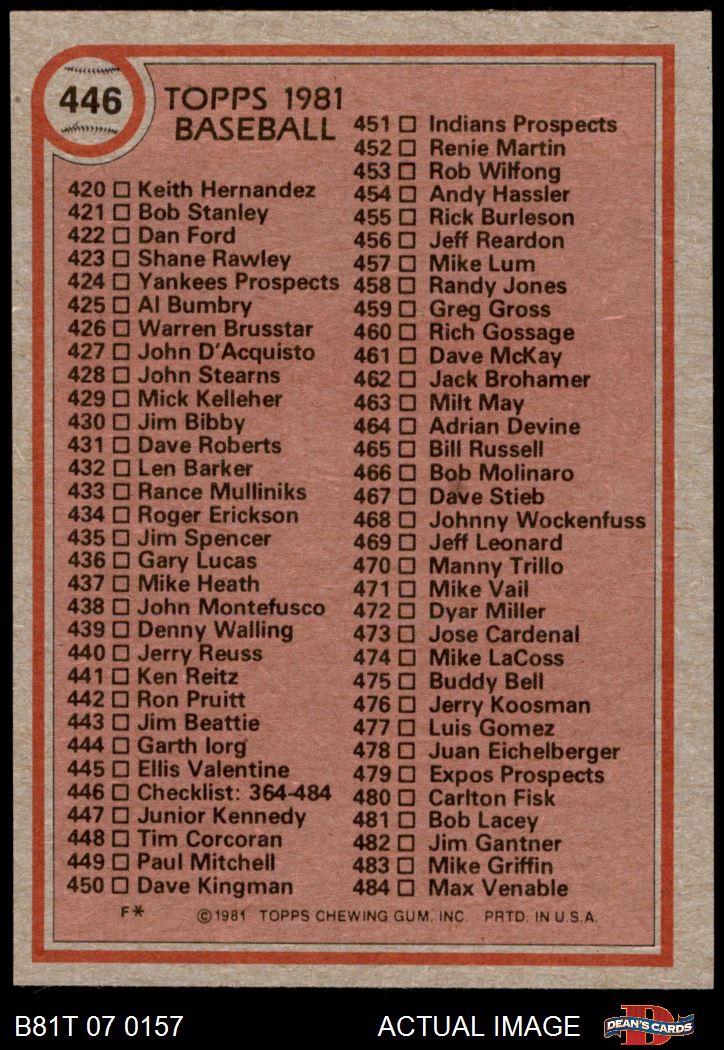 446
TOPPS 1981
BASEBALL
420 ☐ Keith Hernandez
421 ☐ Bob Stanley
422 ☐ Dan Ford
423 ☐ Shane Rawley
424 ☐ Yankees Prospects
425 ☐ Al Bumbry
426 ☐ Warren Brusstar
427 ☐ John D'Acquisto
428 ☐ John Stearns
429 ☐ Mick Kelleher
430 ☐ Jim Bibby
431 ☐ Dave Roberts
432 ☐ Len Barker
433 ☐ Rance Mulliniks
434 ☐ Roger Erickson
435 ☐ Jim Spencer
436 ☐ Gary Lucas
437 ☐ Mike Heath
438 ☐ John Montefusco
439 ☐ Denny Walling
440 ☐ Jerry Reuss
441 ☐ Ken Reitz
442 ☐ Ron Pruitt
443 ☐ Jim Beattie
444 ☐ Garth Iorg
445 ☐ Ellis Valentine
446 ☐ Checklist: 364-484
447 ☐ Junior Kennedy
448 ☐ Tim Corcoran
449 ☐ Paul Mitchell
450 ☐ Dave Kingman
451 ☐ Indians Prospects
452 ☐ Renie Martin
453 ☐ Rob Wilfong
454 ☐ Andy Hassler
455 ☐ Rick Burleson
456 ☐ Jeff Reardon
457 ☐ Mike Lum
458 ☐ Randy Jones
459 ☐ Greg Gross
460 ☐ Rich Gossage
461 ☐ Dave McKay
462 ☐ Jack Brohamer
463 ☐ Milt May
464 ☐ Adrian Devine
465 ☐ Bill Russell
466 ☐ Bob Molinaro
467 ☐ Dave Stieb
468 ☐ Johnny Wockenfuss
469 ☐ Jeff Leonard
470 ☐ Manny Trillo
471 ☐ Mike Vail
472 ☐ Dyar Miller
473 ☐ Jose Cardenal
474 ☐ Mike LaCoss
475 ☐ Buddy Bell
476 ☐ Jerry Koosman
477 ☐ Luis Gomez
478 ☐ Juan Eichelberger
479 ☐ Expos Prospects
480 ☐ Carlton Fisk
481 ☐ Bob Lacey
482 ☐ Jim Gantner
483 ☐ Mike Griffin
484 ☐ Max Venable
F* ©1981 TOPPS CHEWING GUM, INC. PRTD. IN U.S.A.
B81T 07 0157 ACTUAL IMAGE DEAN'S CARDS